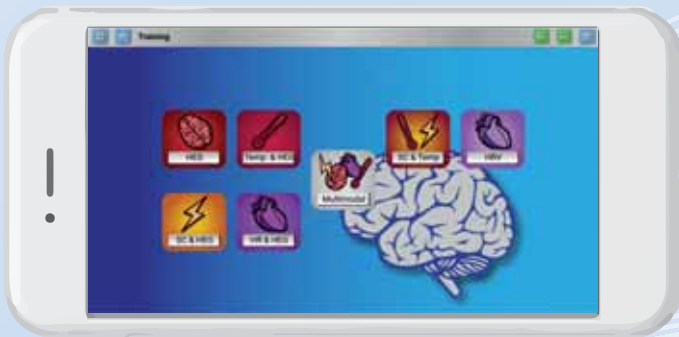 Training
HEG
Temp. & HEG
SC & Temp
HRV
Multimodal
SC & HEG
HR & HEG